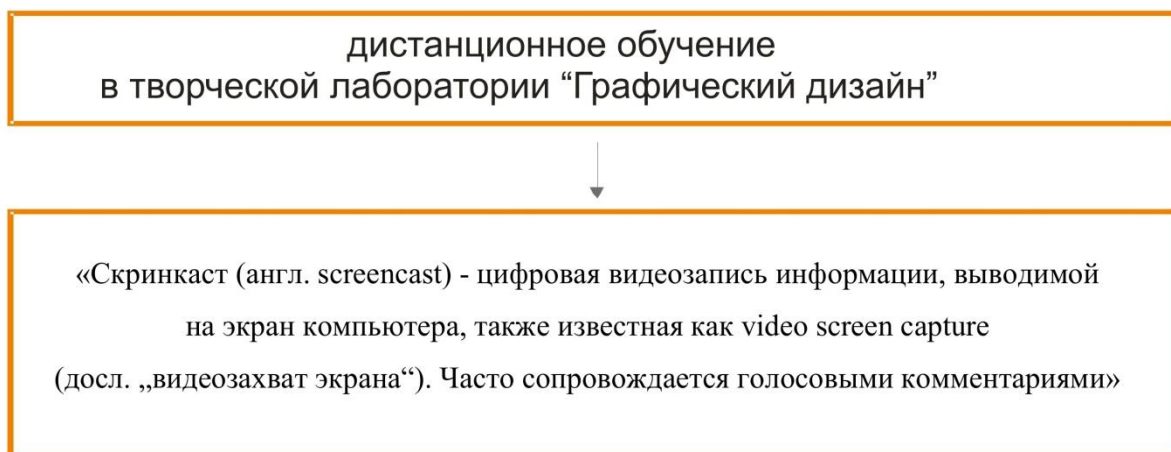 дистанционное обучение
в творческой лаборатории “Графический дизайн”
«Скринкаст (англ. screencast) - цифровая видеозапись информации, выводимой
на экран компьютера, также известная как video screen capture
(досл. „видеозахват экрана“). Часто сопровождается голосовыми комментариями»